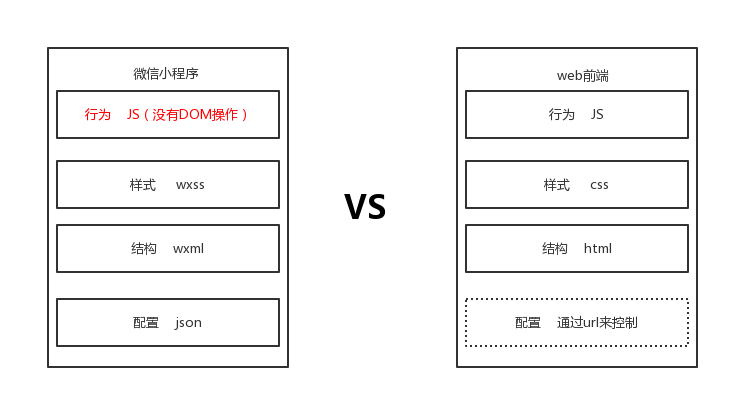 微信小程序
行为 JS（没有DOM操作）
样式 wxss
结构 wxml
配置 json
VS
web前端
行为 JS
样式 css
结构 html
配置 通过url来控制